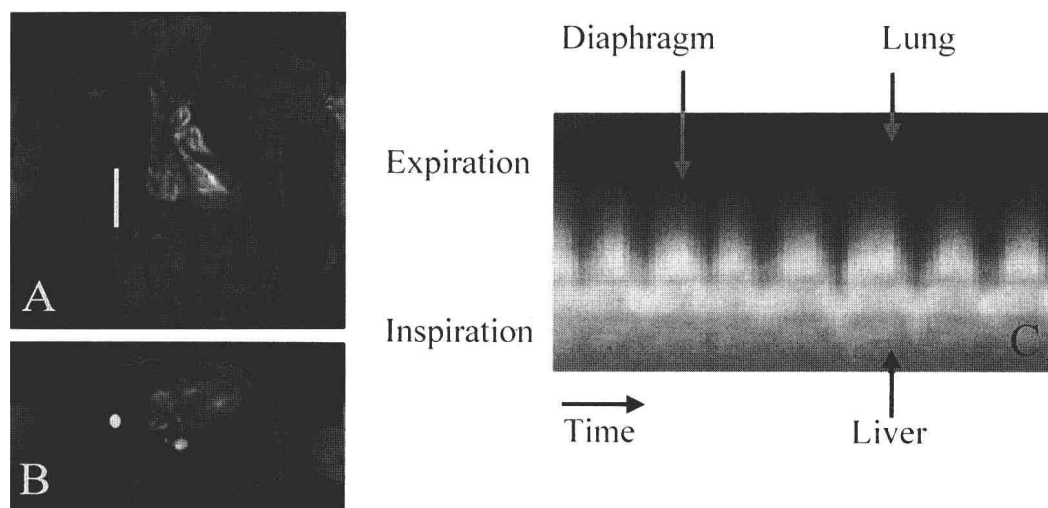 Diaphragm Lung
Expiration
Inspiration
A
B
C
Time
Liver